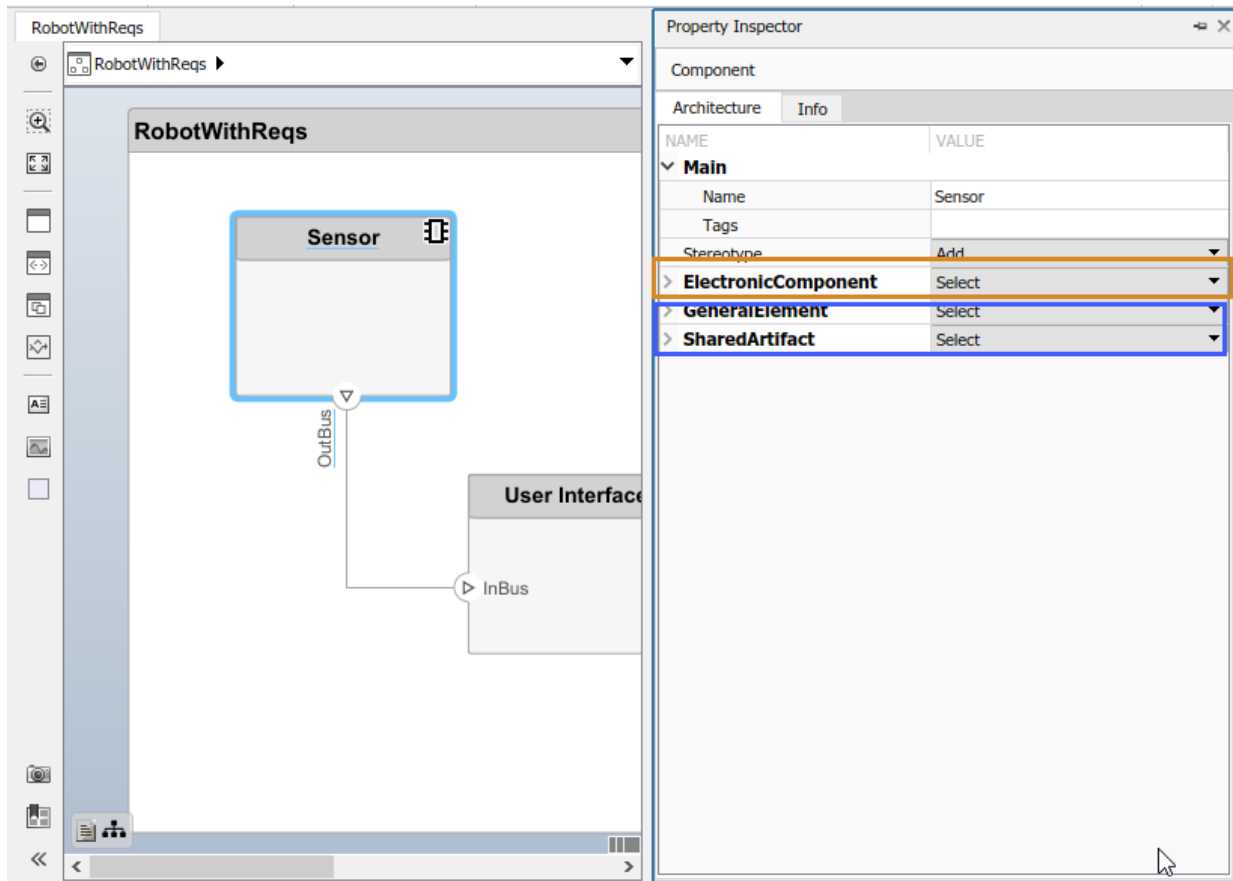 RobotWithReqs
RobotWithReqs
RobotWithReqs
Sensor
OutBus
User Interface
InBus
Property Inspector
Component
Architecture Info
NAME VALUE
Main
Name Sensor
Tags
Stereotype Add
ElectronicComponent Select
GeneralElement Select
SharedArtifact Select